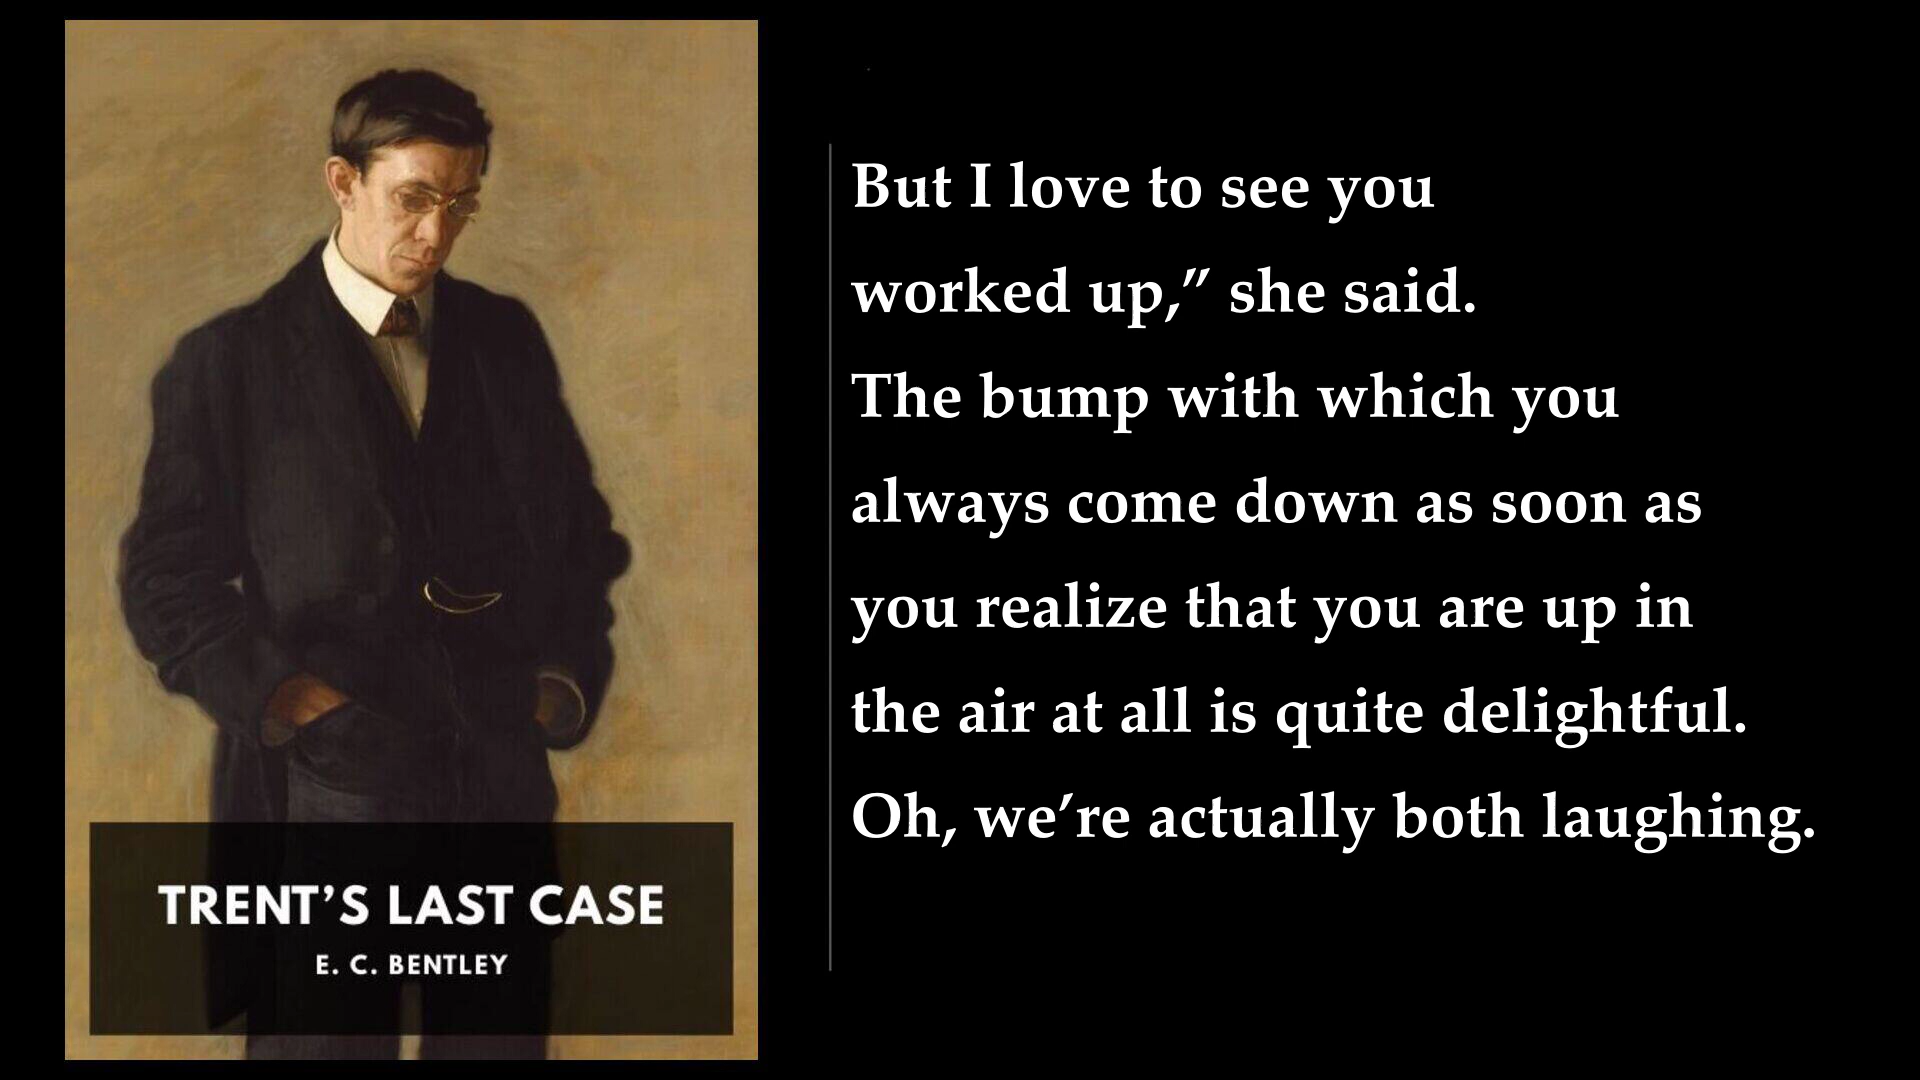 TRENT’S LAST CASE
E. C. BENTLEY
But I love to see you
worked up,” she said.
The bump with which you
always come down as soon as
you realize that you are up in
the air at all is quite delightful.
Oh, we’re actually both laughing.